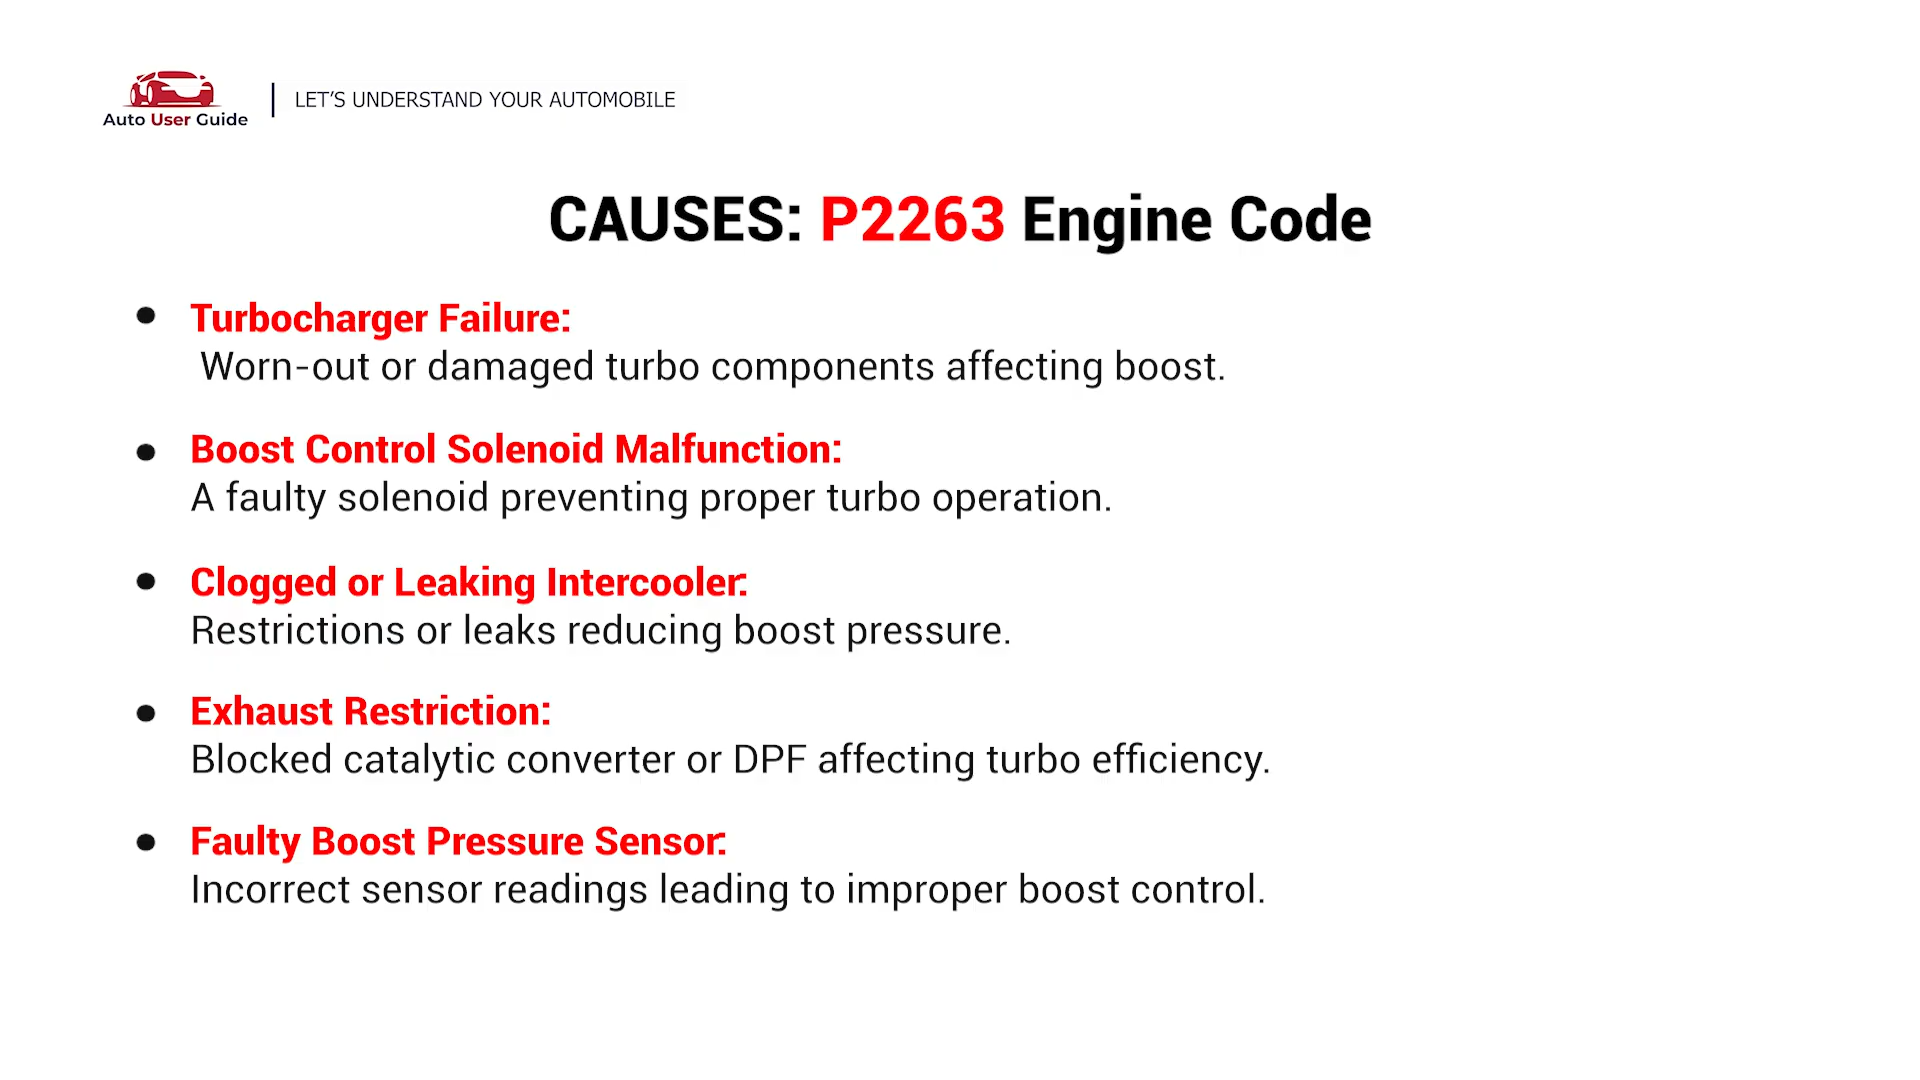 Auto User Guide
LET'S UNDERSTAND YOUR AUTOMOBILE
CAUSES: P2263 Engine Code
• Turbocharger Failure:
Worn-out or damaged turbo components affecting boost.
• Boost Control Solenoid Malfunction:
A faulty solenoid preventing proper turbo operation.
• Clogged or Leaking Intercooler:
Restrictions or leaks reducing boost pressure.
• Exhaust Restriction:
Blocked catalytic converter or DPF affecting turbo efficiency.
• Faulty Boost Pressure Sensor:
Incorrect sensor readings leading to improper boost control.